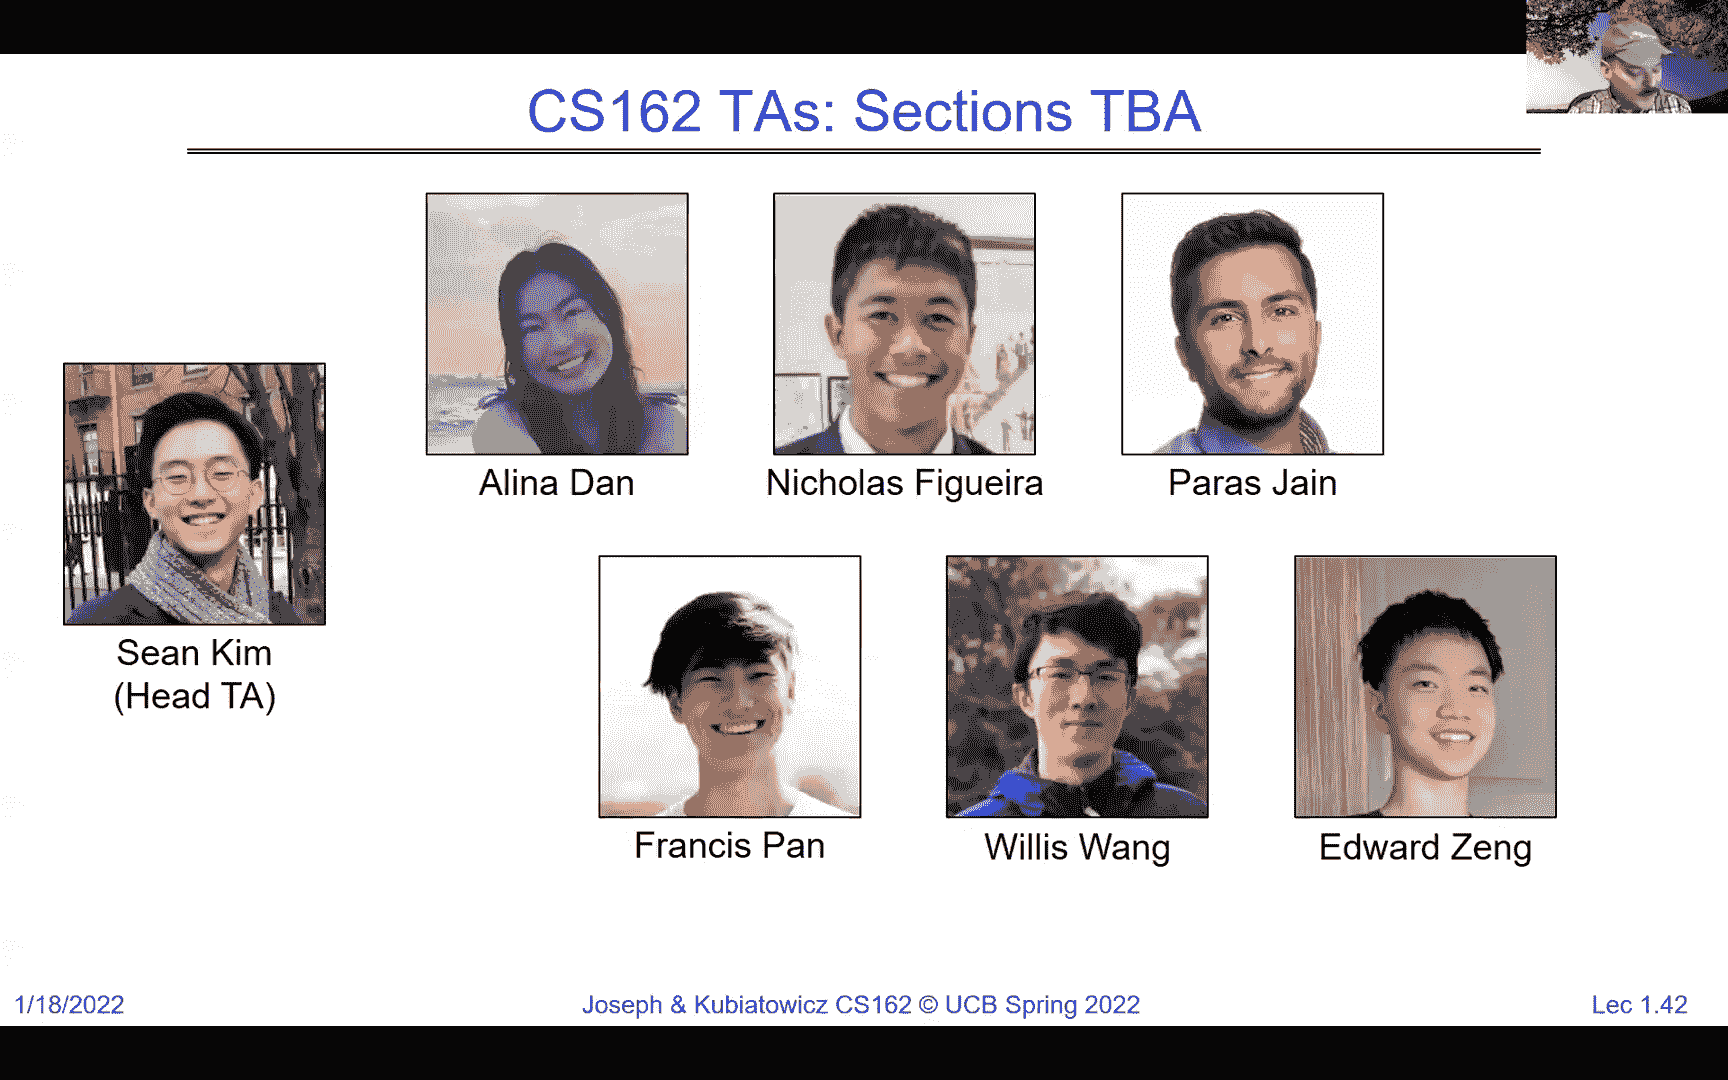 CS162 TAs: Sections TBA
Alina Dan
Nicholas Figueira
Paras Jain
Sean Kim
(Head TA)
Francis Pan
Willis Wang
Edward Zeng
1/18/2022
Joseph & Kubiatowicz CS162 © UCB Spring 2022
Lec 1.42